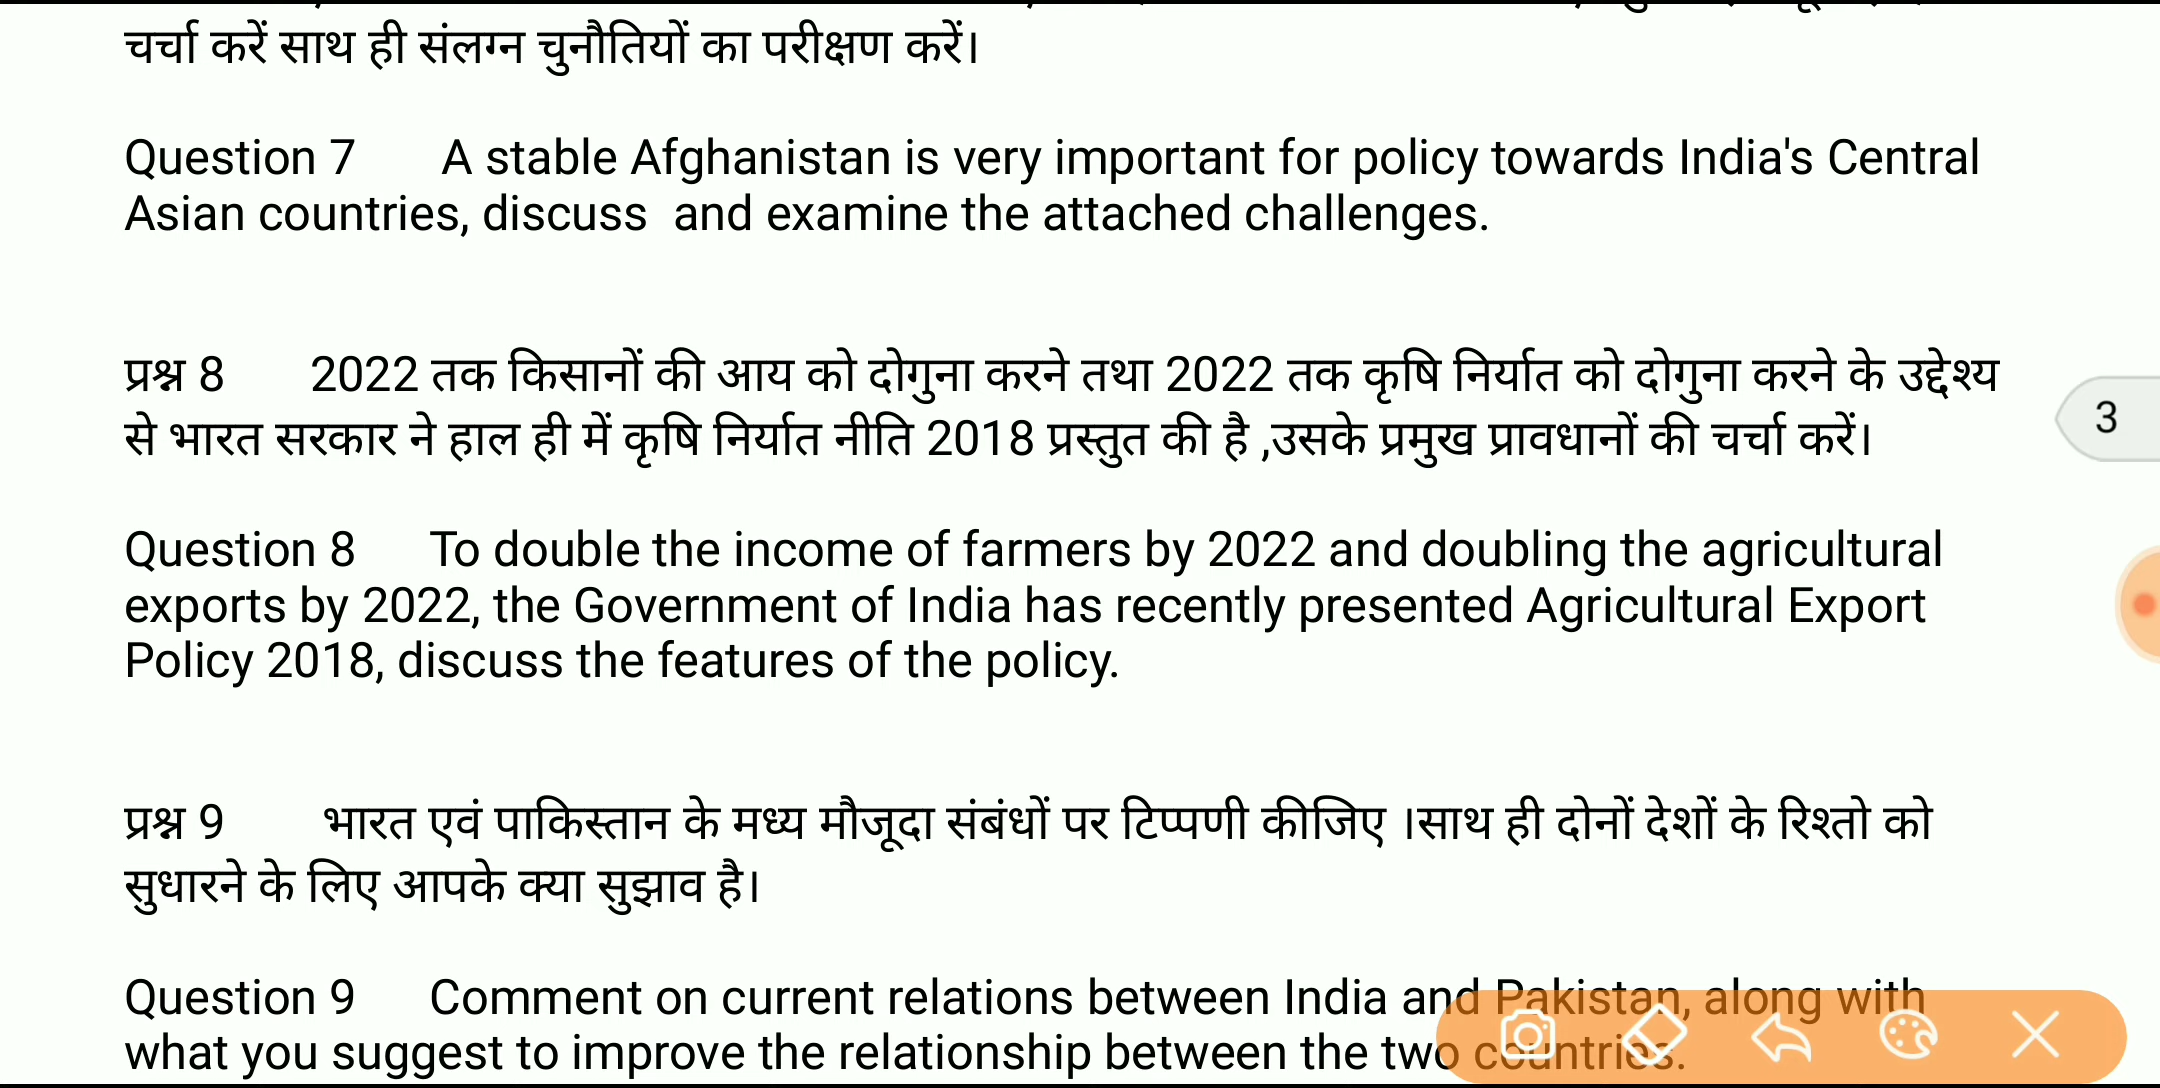 चर्चा करें साथ ही संलग्न चुनौतियों का परीक्षण करें।
Question 7 A stable Afghanistan is very important for policy towards India's Central
Asian countries, discuss and examine the attached challenges.
प्रश्न 8 2022 तक किसानों की आय को दोगुना करने तथा 2022 तक कृषि निर्यात को दोगुना करने के उद्देश्य
से भारत सरकार ने हाल ही में कृषि निर्यात नीति 2018 प्रस्तुत की है ,उसके प्रमुख प्रावधानों की चर्चा करें।
3
Question 8 To double the income of farmers by 2022 and doubling the agricultural
exports by 2022, the Government of India has recently presented Agricultural Export
Policy 2018, discuss the features of the policy.
प्रश्न 9 भारत एवं पाकिस्तान के मध्य मौजूदा संबंधों पर टिप्पणी कीजिए ।साथ ही दोनों देशों के रिश्तो को
सुधारने के लिए आपके क्या सुझाव है।
Question 9 Comment on current relations between India and Pakistan, along with
what you suggest to improve the relationship between the two countries.